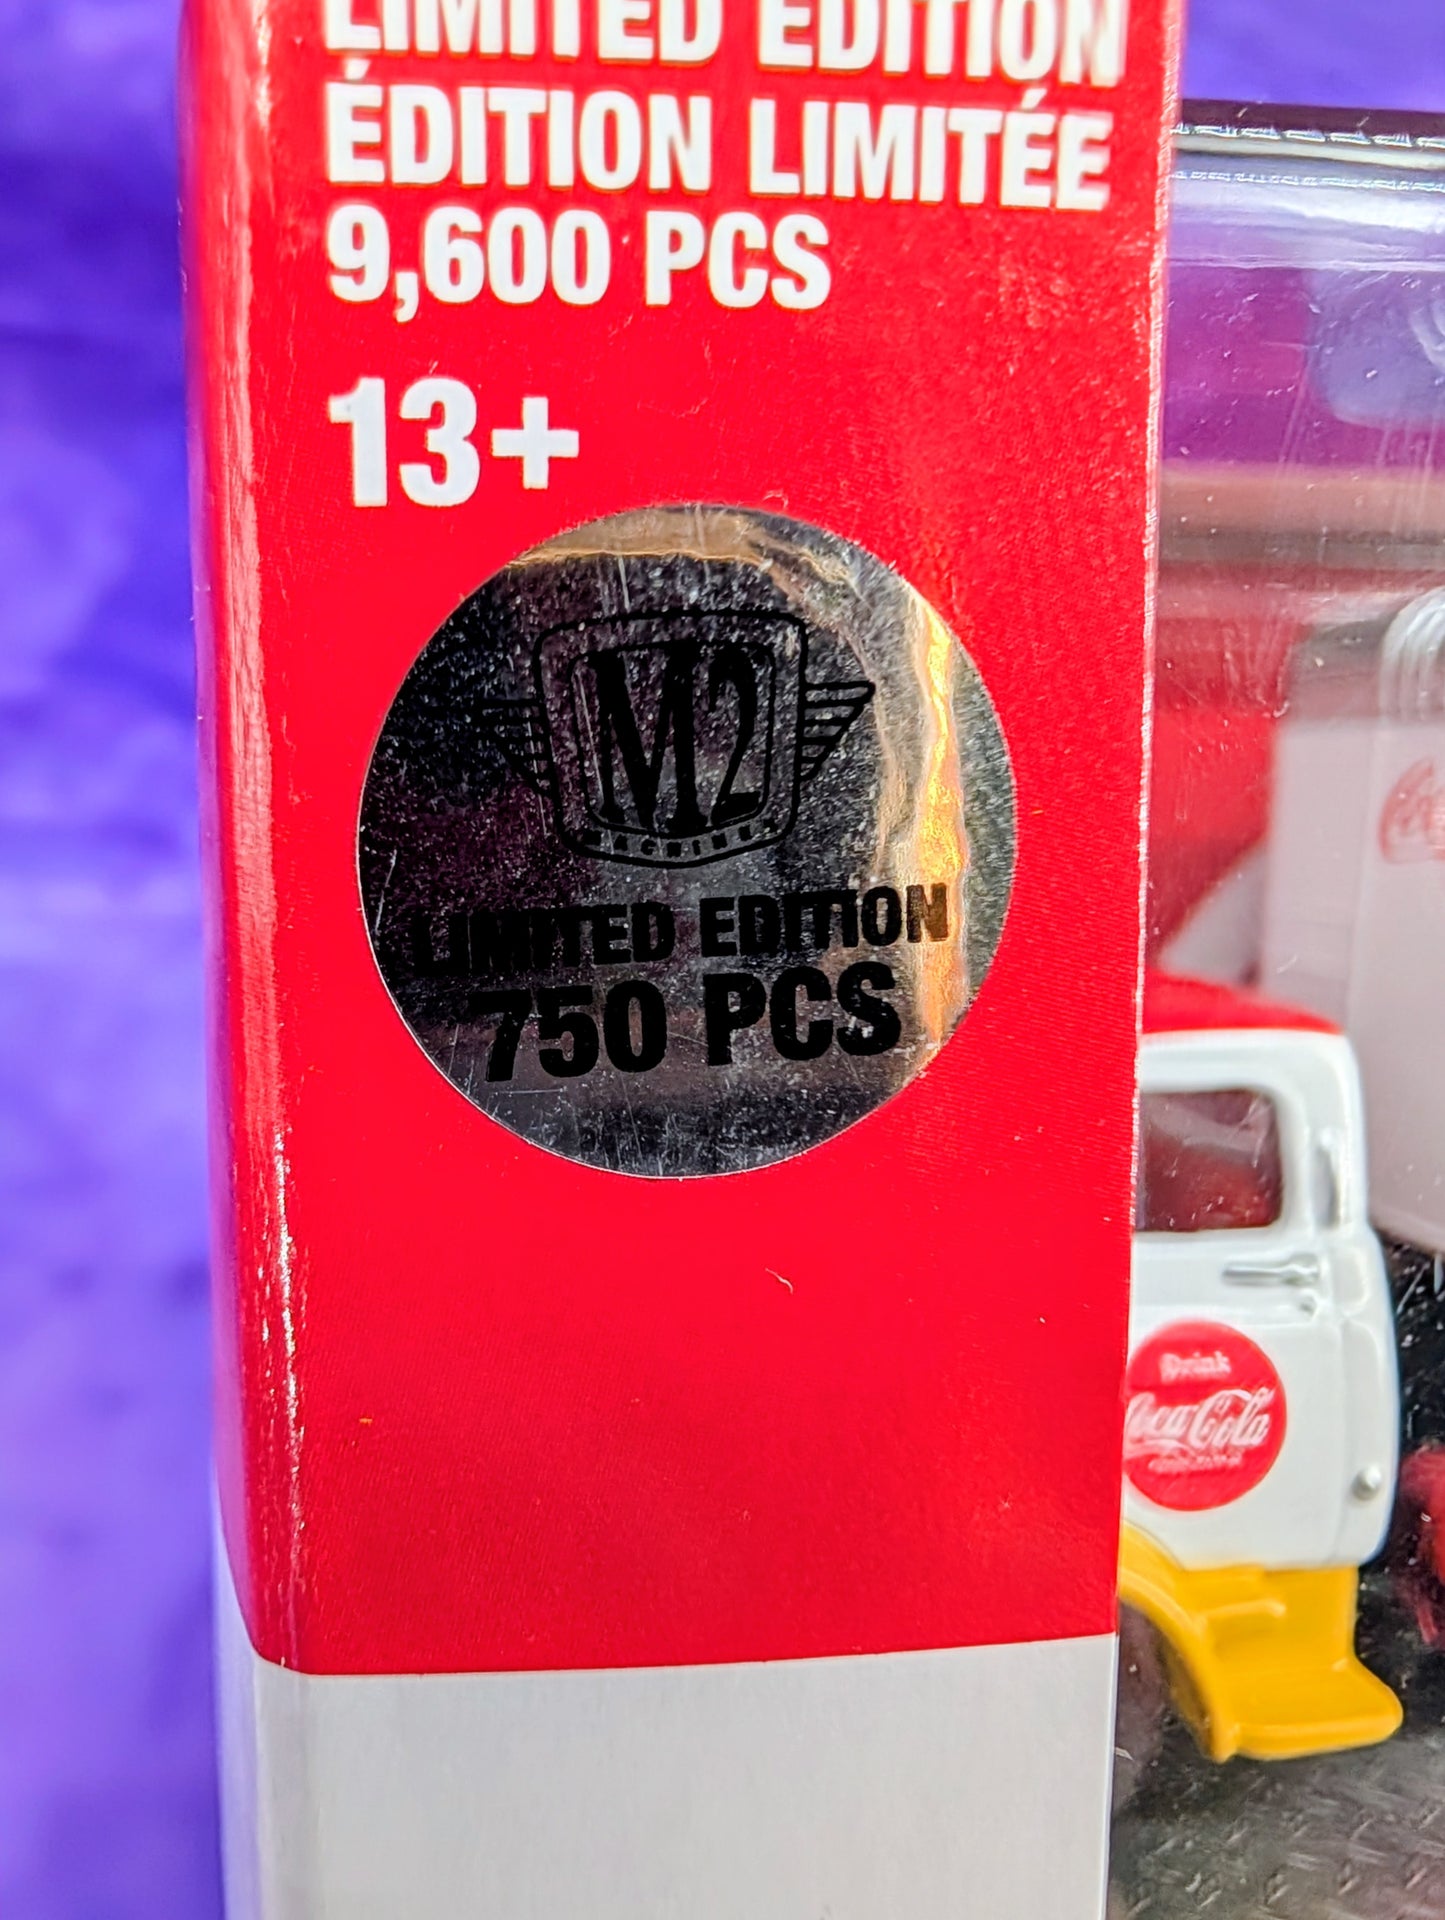 LIMITED EDITION
ÉDITION LIMITÉE
9,600 PCS
13+
M2
MACHINES
LIMITED EDITION
750 PCS
Drink
Coca-Cola